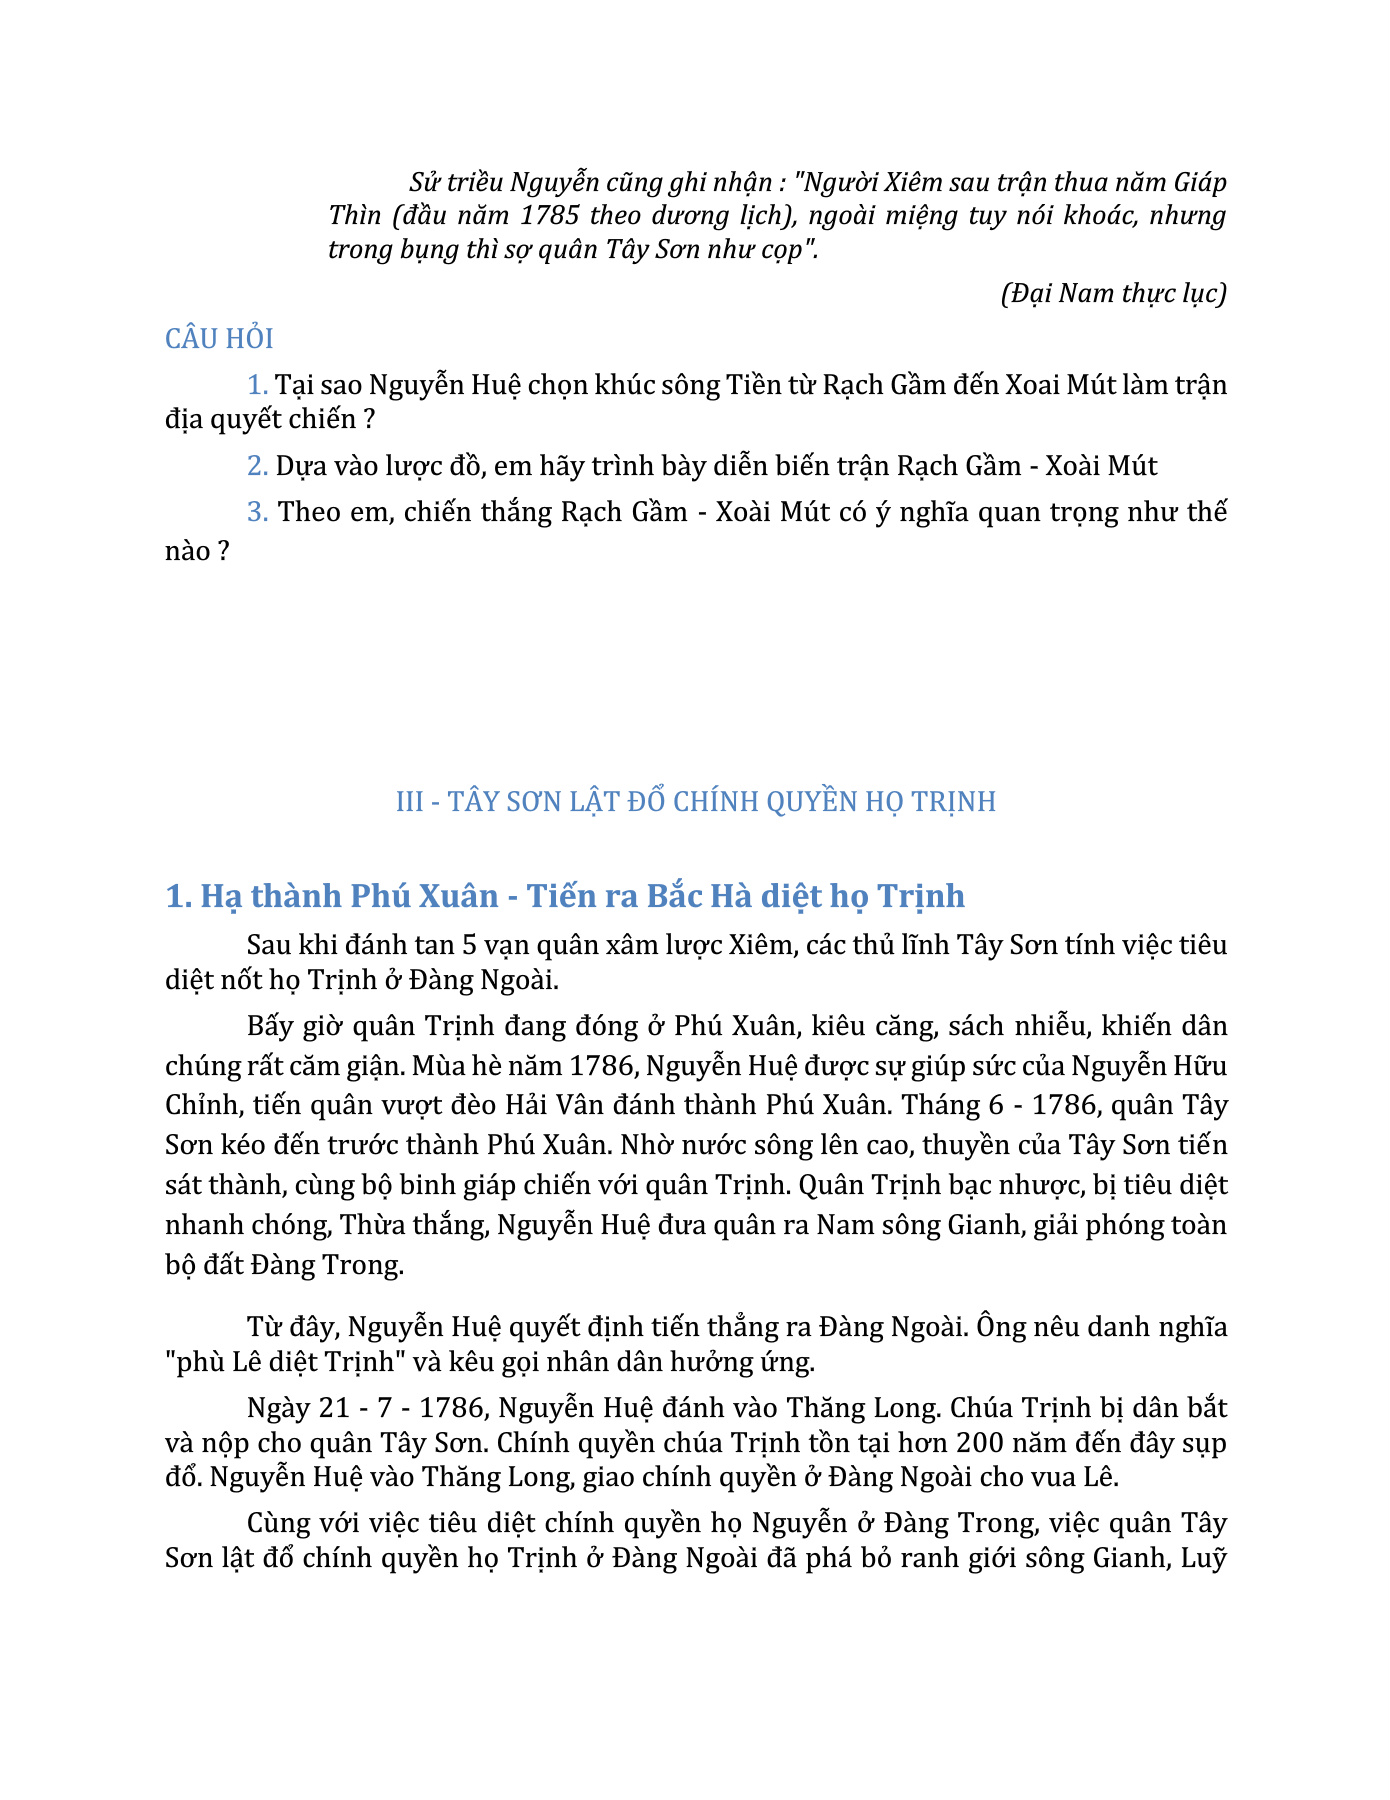 Sử triều Nguyễn cũng ghi nhận : "Người Xiêm sau trận thua năm Giáp
Thìn (đầu năm 1785 theo dương lịch), ngoài miệng tuy nói khoác, nhưng
trong bụng thì sợ quân Tây Sơn như cọp".
(Đại Nam thực lục)
CÂU HỎI
1. Tại sao Nguyễn Huệ chọn khúc sông Tiền từ Rạch Gầm đến Xoai Mút làm trận
địa quyết chiến ?
2. Dựa vào lược đồ, em hãy trình bày diễn biến trận Rạch Gầm - Xoài Mút
3. Theo em, chiến thắng Rạch Gầm - Xoài Mút có ý nghĩa quan trọng như thế
nào ?
III - TÂY SƠN LẬT ĐỔ CHÍNH QUYỀN HỌ TRỊNH
1. Hạ thành Phú Xuân - Tiến ra Bắc Hà diệt họ Trịnh
Sau khi đánh tan 5 vạn quân xâm lược Xiêm, các thủ lĩnh Tây Sơn tính việc tiêu
diệt nốt họ Trịnh ở Đàng Ngoài.
Bấy giờ quân Trịnh đang đóng ở Phú Xuân, kiêu căng, sách nhiễu, khiến dân
chúng rất căm giận. Mùa hè năm 1786, Nguyễn Huệ được sự giúp sức của Nguyễn Hữu
Chỉnh, tiến quân vượt đèo Hải Vân đánh thành Phú Xuân. Tháng 6 - 1786, quân Tây
Sơn kéo đến trước thành Phú Xuân. Nhờ nước sông lên cao, thuyền của Tây Sơn tiến
sát thành, cùng bộ binh giáp chiến với quân Trịnh. Quân Trịnh bạc nhược, bị tiêu diệt
nhanh chóng, Thừa thắng, Nguyễn Huệ đưa quân ra Nam sông Gianh, giải phóng toàn
bộ đất Đàng Trong.
Từ đây, Nguyễn Huệ quyết định tiến thẳng ra Đàng Ngoài. Ông nêu danh nghĩa
"phù Lê diệt Trịnh" và kêu gọi nhân dân hưởng ứng.
Ngày 21 - 7 - 1786, Nguyễn Huệ đánh vào Thăng Long. Chúa Trịnh bị dân bắt
và nộp cho quân Tây Sơn. Chính quyền chúa Trịnh tồn tại hơn 200 năm đến đây sụp
đổ. Nguyễn Huệ vào Thăng Long, giao chính quyền ở Đàng Ngoài cho vua Lê.
Cùng với việc tiêu diệt chính quyền họ Nguyễn ở Đàng Trong, việc quân Tây
Sơn lật đổ chính quyền họ Trịnh ở Đàng Ngoài đã phá bỏ ranh giới sông Gianh, Luỹ